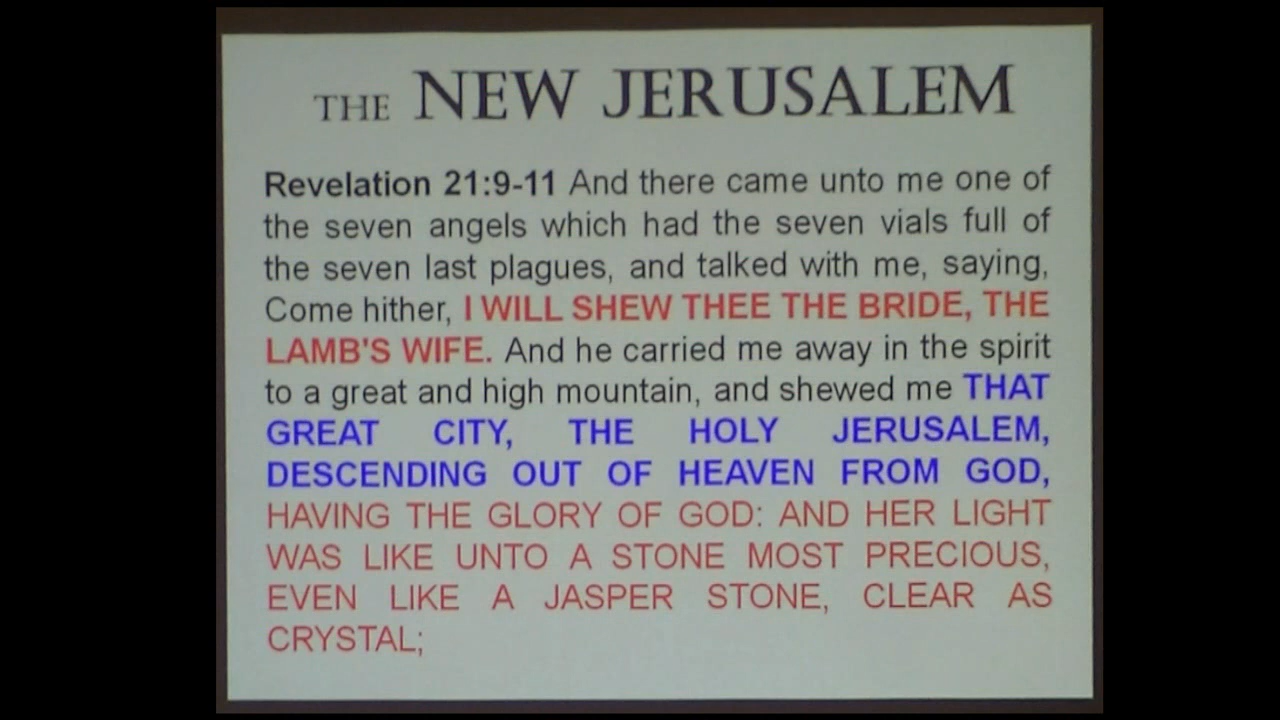 THE NEW JERUSALEM
Revelation 21:9-11 And there came unto me one of
the seven angels which had the seven vials full of
the seven last plagues, and talked with me, saying,
Come hither, I WILL SHEW THEE THE BRIDE, THE
LAMB'S WIFE. And he carried me away in the spirit
to a great and high mountain, and shewed me THAT
GREAT CITY, THE HOLY JERUSALEM,
DESCENDING OUT OF HEAVEN FROM GOD,
HAVING THE GLORY OF GOD: AND HER LIGHT
WAS LIKE UNTO A STONE MOST PRECIOUS,
EVEN LIKE A JASPER STONE, CLEAR AS
CRYSTAL;